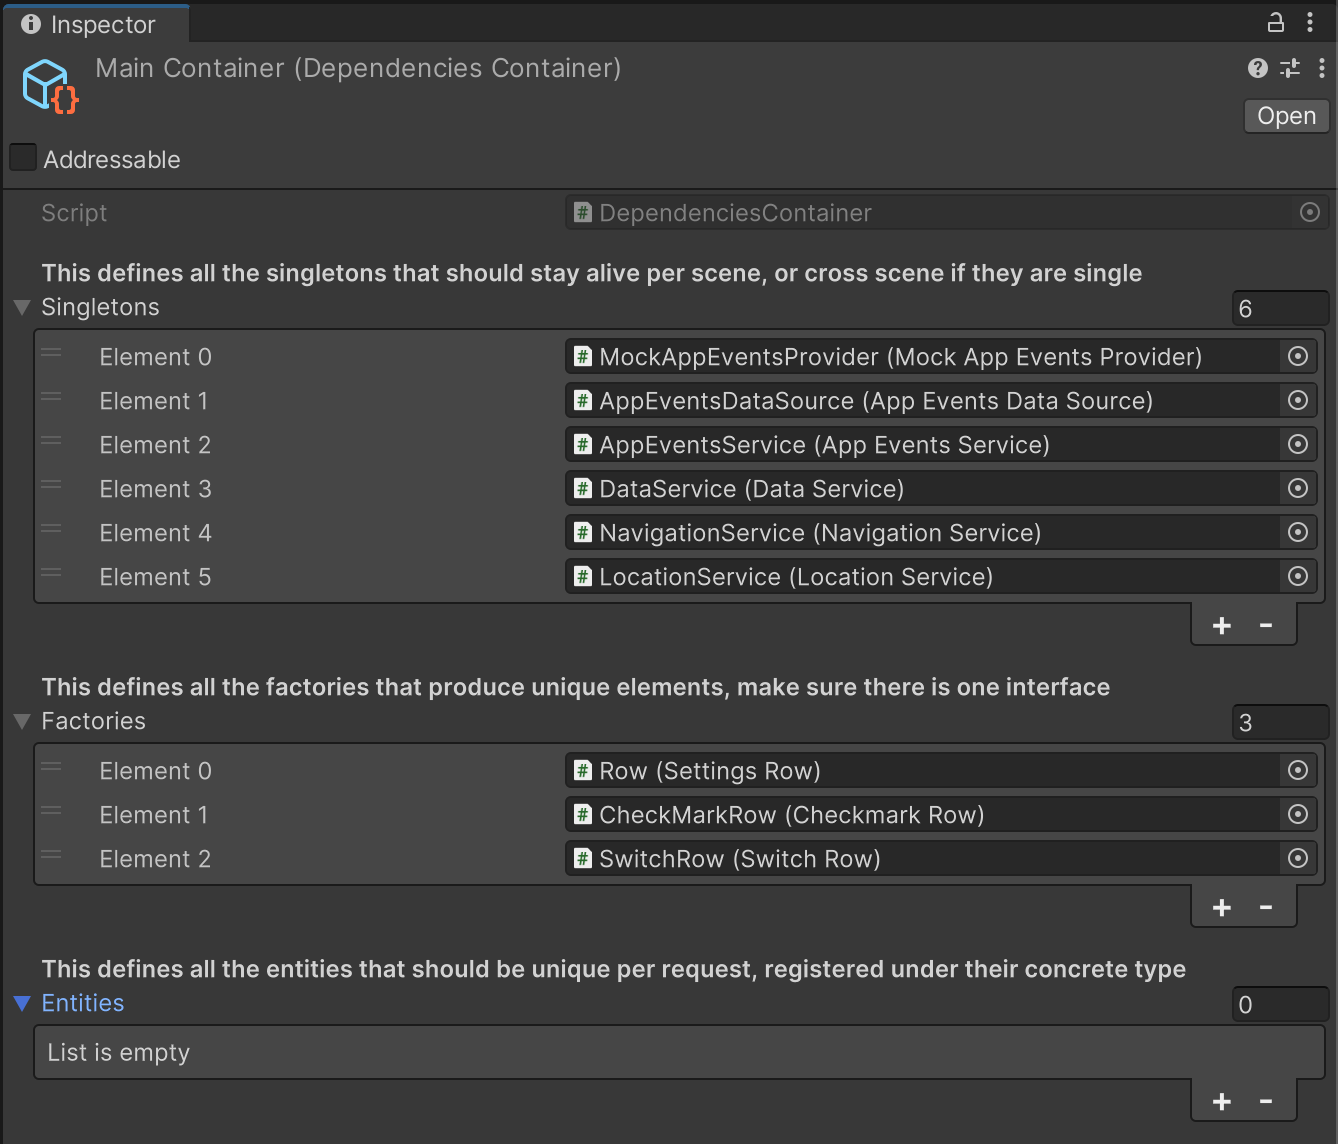 Inspector
Main Container (Dependencies Container)
Open
Addressable
Script # DependenciesContainer
This defines all the singletons that should stay alive per scene, or cross scene if they are single
Singletons 6
Element 0 # MockAppEventsProvider (Mock App Events Provider)
Element 1 # AppEventsDataSource (App Events Data Source)
Element 2 # AppEventsService (App Events Service)
Element 3 # DataService (Data Service)
Element 4 # NavigationService (Navigation Service)
Element 5 # LocationService (Location Service)
+ -
This defines all the factories that produce unique elements, make sure there is one interface
Factories 3
Element 0 # Row (Settings Row)
Element 1 # CheckMarkRow (Checkmark Row)
Element 2 # SwitchRow (Switch Row)
+ -
This defines all the entities that should be unique per request, registered under their concrete type
Entities 0
List is empty
+ -